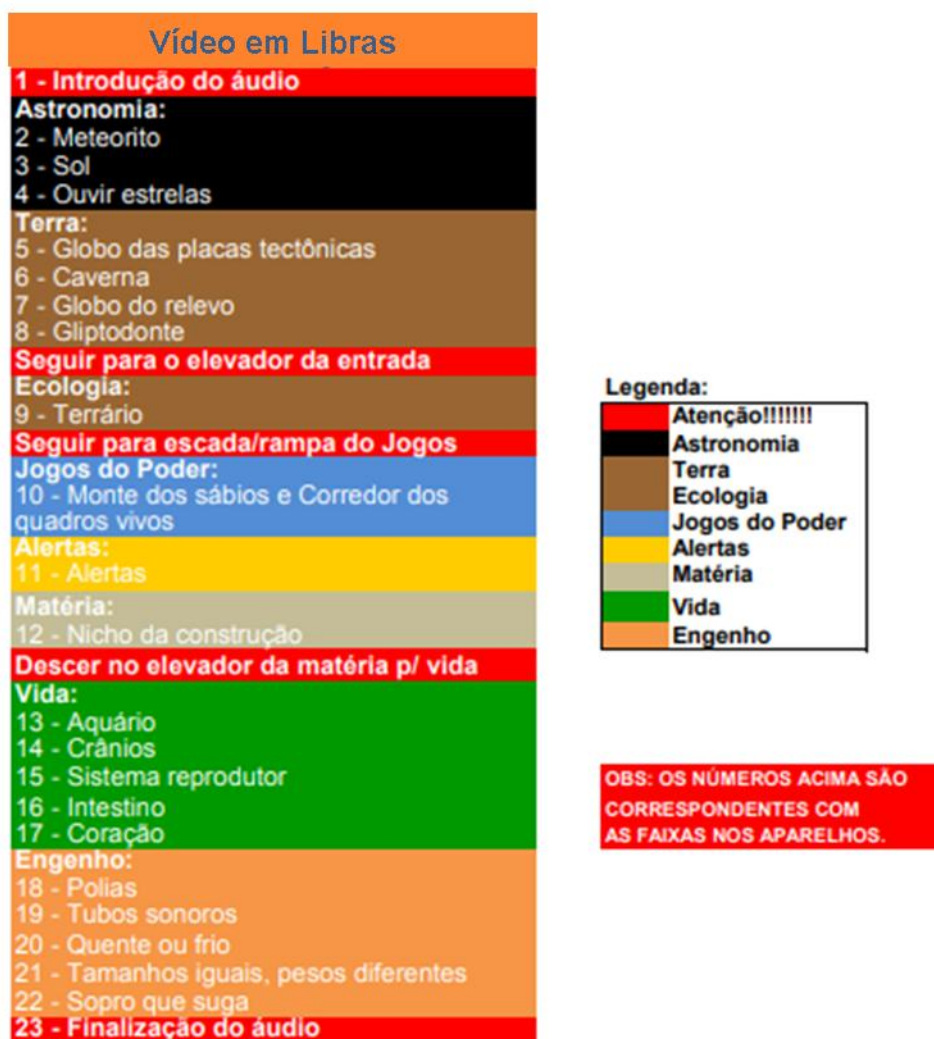 Vídeo em Libras
1 - Introdução do áudio
Astronomia:
2 - Meteorito
3 - Sol
4 - Ouvir estrelas
Terra:
5 - Globo das placas tectônicas
6 - Caverna
7 - Globo do relevo
8 - Gliptodonte
Seguir para o elevador da entrada
Ecologia:
9 - Terrário
Seguir para escada/rampa do Jogos
Jogos do Poder:
10 - Monte dos sábios e Corredor dos
quadros vivos
Alertas:
11 - Alertas
Matéria:
12 - Nicho da construção
Descer no elevador da matéria p/ vida
Vida:
13 - Aquário
14 - Crânios
15 - Sistema reprodutor
16 - Intestino
17 - Coração
Engenho:
18 - Polias
19 - Tubos sonoros
20 - Quente ou frio
21 - Tamanhos iguais, pesos diferentes
22 - Sopro que suga
23 - Finalização do áudio
Legenda:
Atenção!!!!!!!
Astronomia
Terra
Ecologia
Jogos do Poder
Alertas
Matéria
Vida
Engenho
OBS: OS NÚMEROS ACIMA SÃO
CORRESPONDENTES COM
AS FAIXAS NOS APARELHOS.